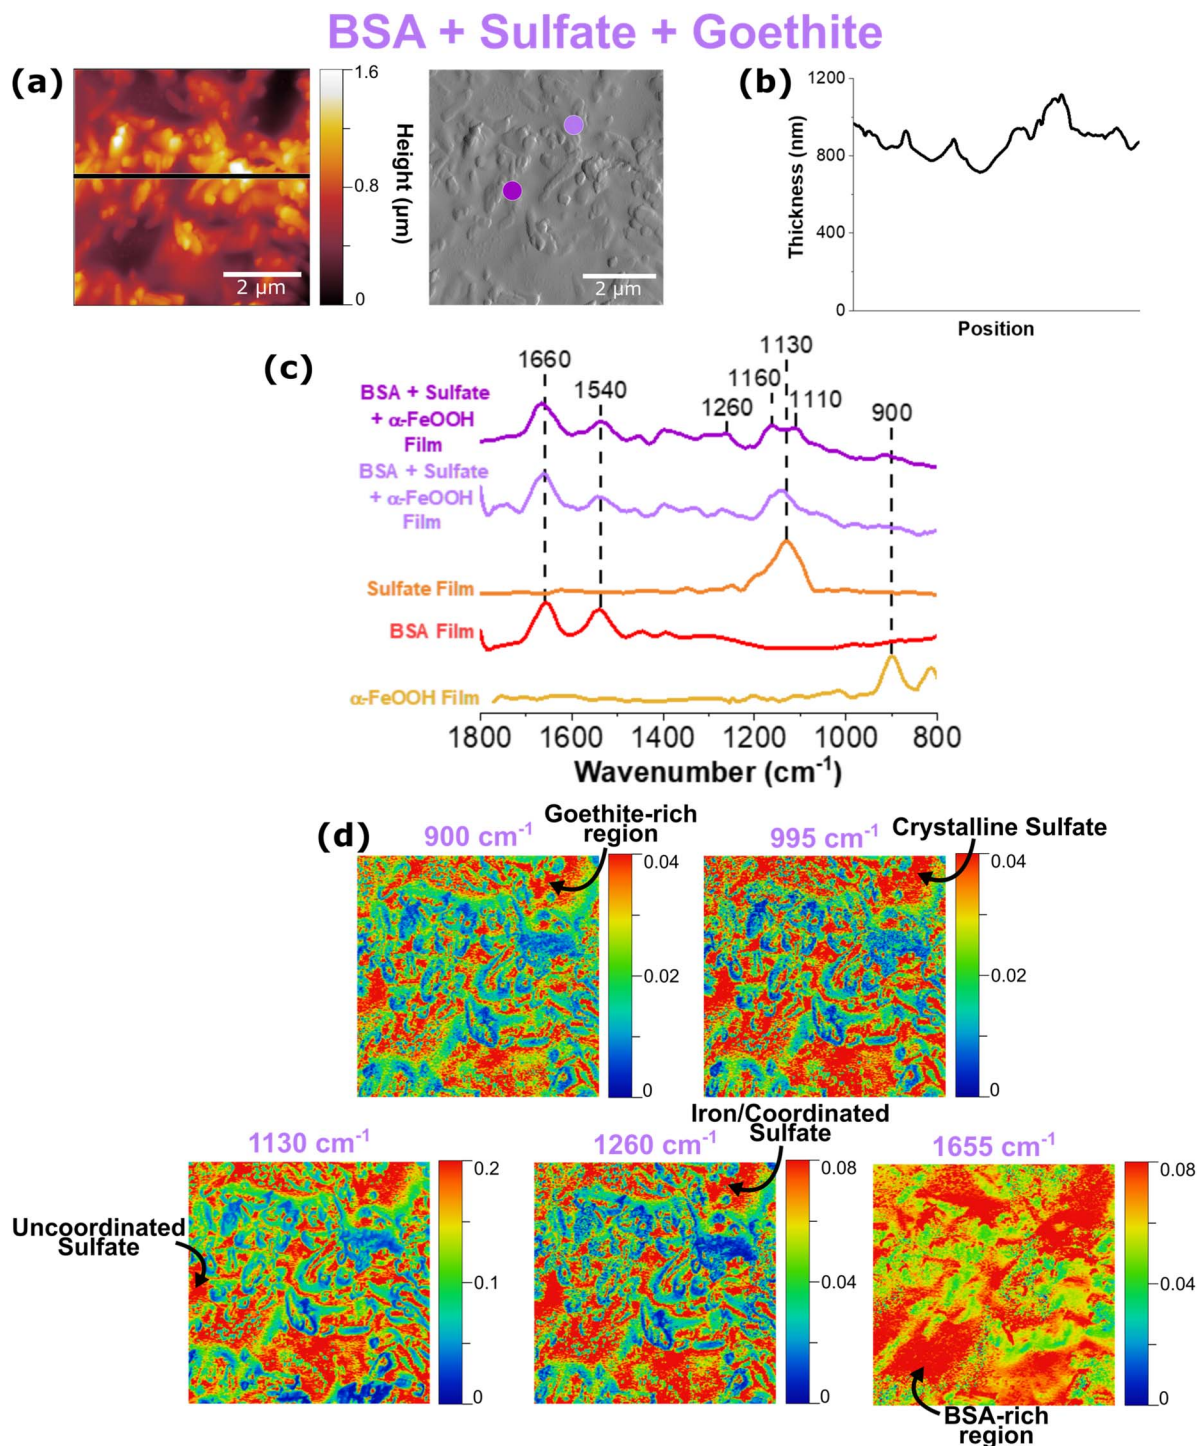 BSA + Sulfate + Goethite
(a)
1.6
0.8
0
Height (μm)
2 μm
2 μm
(b)
1200
800
400
0
Thickness (nm)
Position
(c)
1660
1540
1260
1160
1130
1110
900
BSA + Sulfate
+ α-FeOOH
Film
BSA + Sulfate
+ α-FeOOH
Film
Sulfate Film
BSA Film
α-FeOOH Film
1800 1600 1400 1200 1000 800
Wavenumber (cm⁻¹)
(d)
900 cm⁻¹
Goethite-rich
region
0.04
0.02
0
995 cm⁻¹
Crystalline Sulfate
0.04
0.02
0
1130 cm⁻¹
Uncoordinated
Sulfate
0.2
0.1
0
1260 cm⁻¹
Iron/Coordinated
Sulfate
0.08
0.04
0
1655 cm⁻¹
0.08
0.04
0
BSA-rich
region